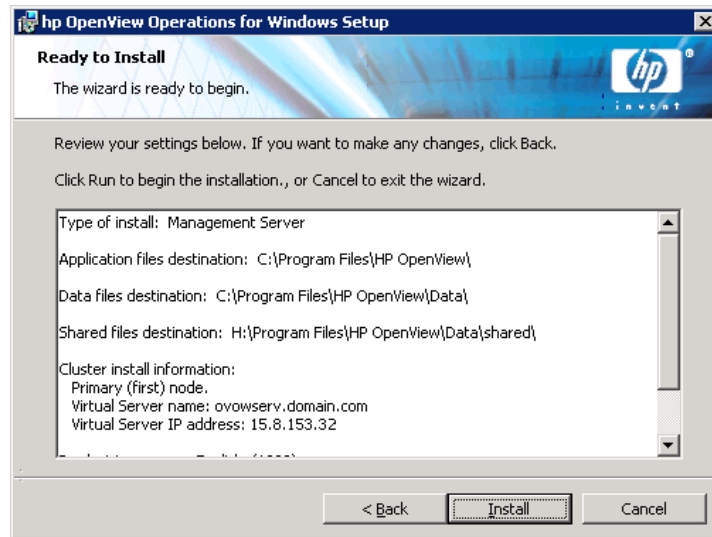 hp OpenView Operations for Windows Setup
Ready to Install
The wizard is ready to begin.
hp
®
invent
Review your settings below. If you want to make any changes, click Back.
Click Run to begin the installation., or Cancel to exit the wizard.
Type of install: Management Server
Application files destination: C:\Program Files\HP OpenView\
Data files destination: C:\Program Files\HP OpenView\Data\
Shared files destination: H:\Program Files\HP OpenView\Data\shared\
Cluster install information:
Primary (first) node.
Virtual Server name: ovowserv.domain.com
Virtual Server IP address: 15.8.153.32
< Back
Install
Cancel